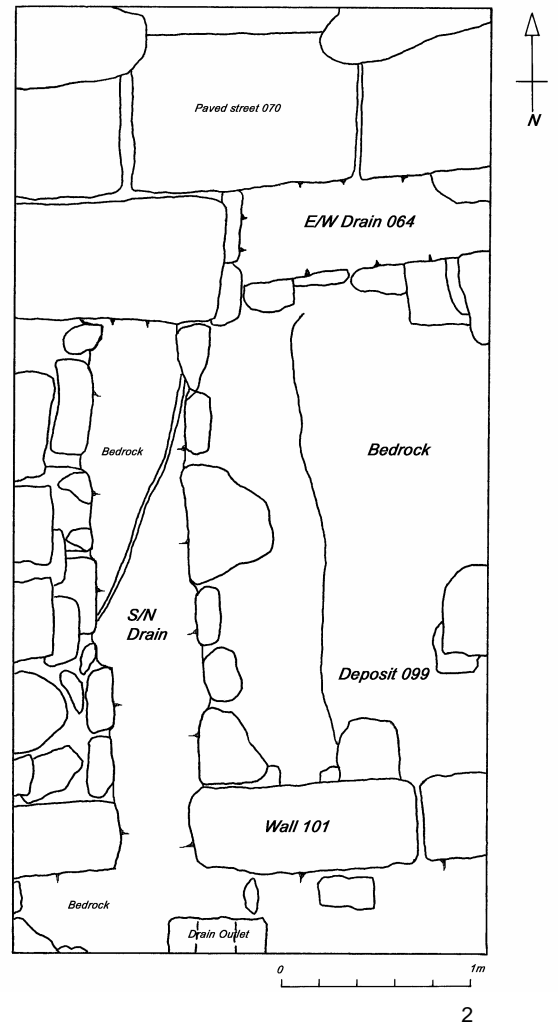 Paved street 070
N
E/W Drain 064
Bedrock
Bedrock
S/N
Drain
Deposit 099
Wall 101
Bedrock
Drain Outlet
0 1m
2